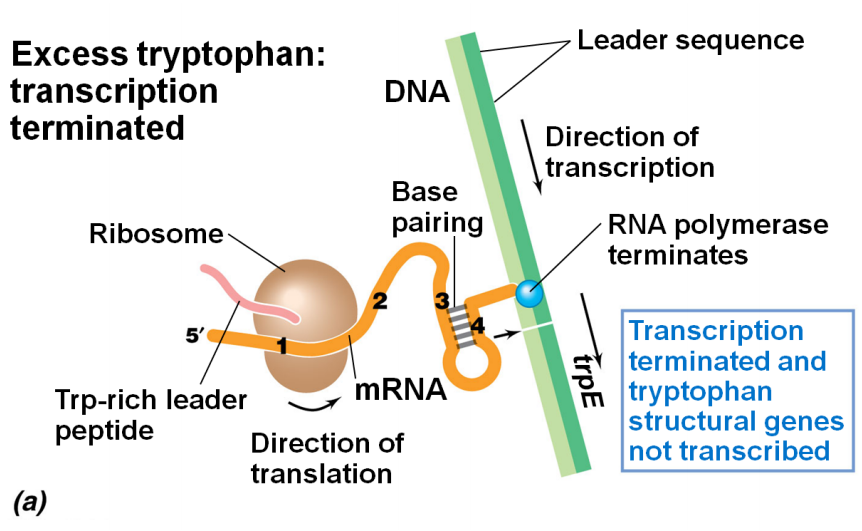 Excess tryptophan:
transcription
terminated
Leader sequence
DNA
Direction of
transcription
Base
pairing
RNA polymerase
terminates
Ribosome
2
3
4
5′
1
Transcription
terminated and
tryptophan
structural genes
not transcribed
trpE
mRNA
Trp-rich leader
peptide
Direction of
translation
(a)